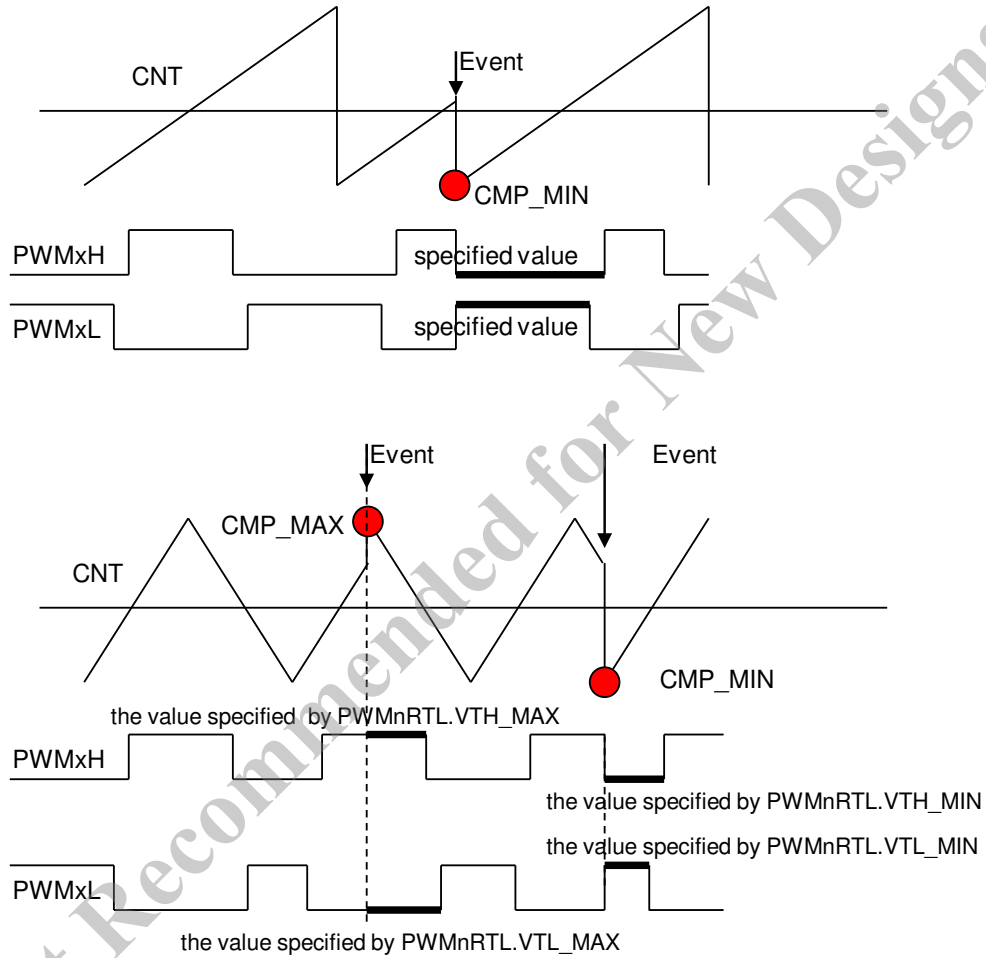 CNT
Event
CMP_MIN
PWMxH
specified value
PWMxL
specified value
Event
Event
CMP_MAX
CNT
CMP_MIN
the value specified by PWMnRTL.VTH_MAX
PWMxH
the value specified by PWMnRTL.VTH_MIN
the value specified by PWMnRTL.VTL_MIN
PWMxL
the value specified by PWMnRTL.VTL_MAX
Recommended for New Designs